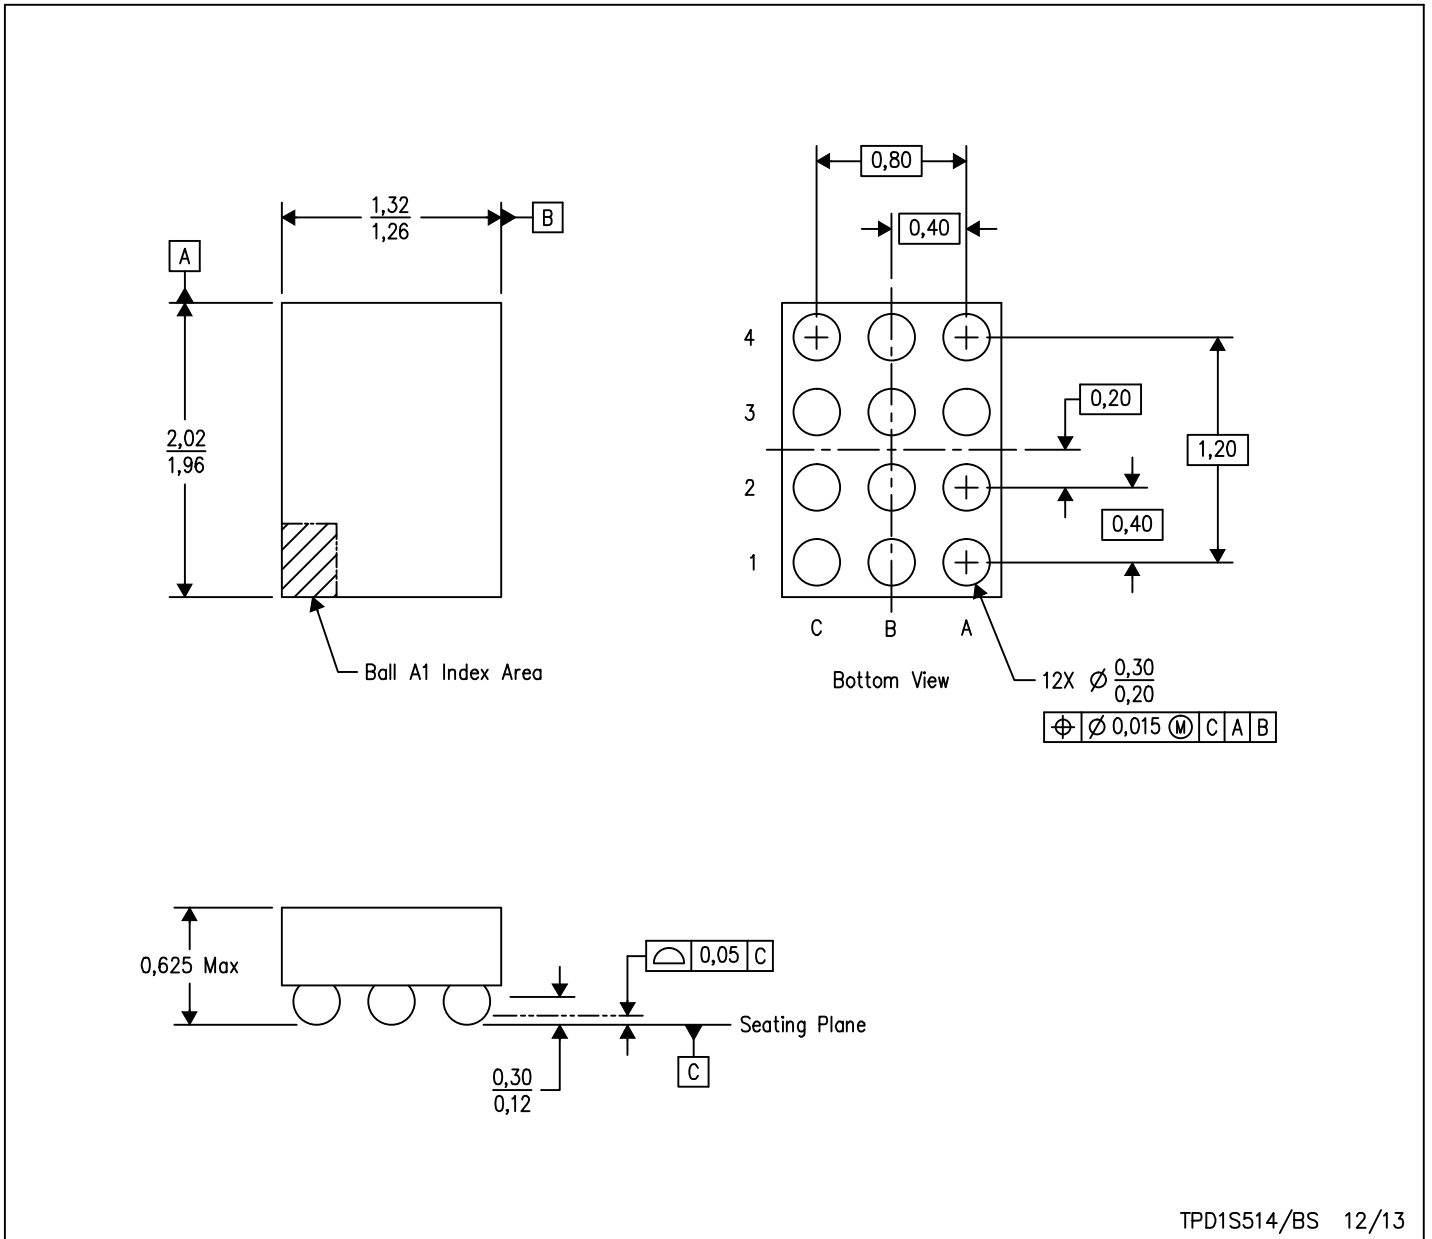 0,80
1,32
1,26
B
0,40
A
4
0,20
3
2,02
1,96
1,20
2
0,40
1
C B A
Ball A1 Index Area
Bottom View
12X Ø 0,30
0,20
⌖ Ø 0,015 Ⓜ C A B
0,625 Max
⌓ 0,05 C
Seating Plane
C
0,30
0,12
TPD1S514/BS 12/13